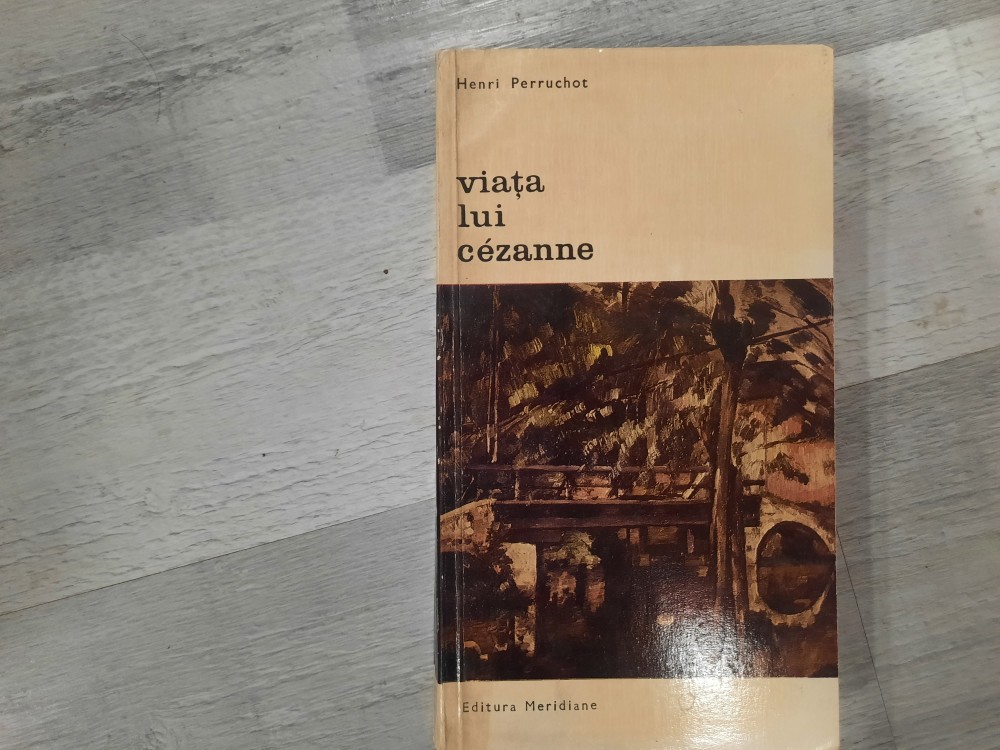 Henri Perruchot
viața
lui
cézanne
Editura Meridiane